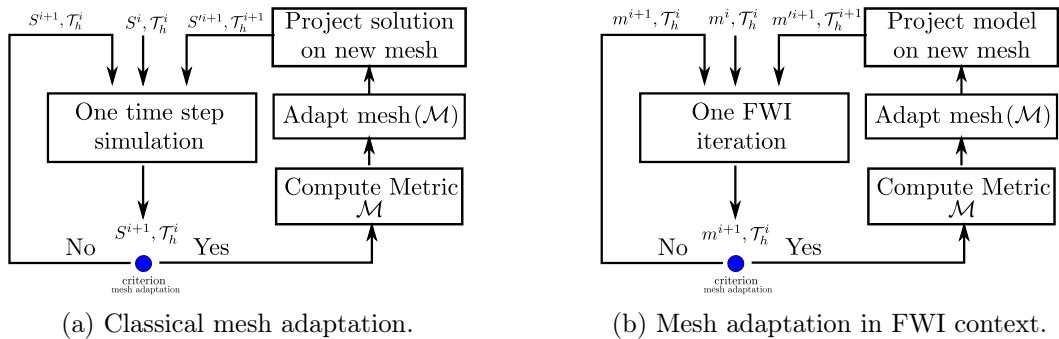 S^{i+1}, 𝒯_h^i
S^i, 𝒯_h^i
S'^{i+1}, 𝒯_h^{i+1}
Project solution
on new mesh
One time step
simulation
Adapt mesh(ℳ)
Compute Metric
ℳ
S^{i+1}, 𝒯_h^i
No
Yes
criterion
mesh adaptation
(a) Classical mesh adaptation.
m^{i+1}, 𝒯_h^i
m^i, 𝒯_h^i
m'^{i+1}, 𝒯_h^{i+1}
Project model
on new mesh
One FWI
iteration
Adapt mesh(ℳ)
Compute Metric
ℳ
m^{i+1}, 𝒯_h^i
No
Yes
criterion
mesh adaptation
(b) Mesh adaptation in FWI context.